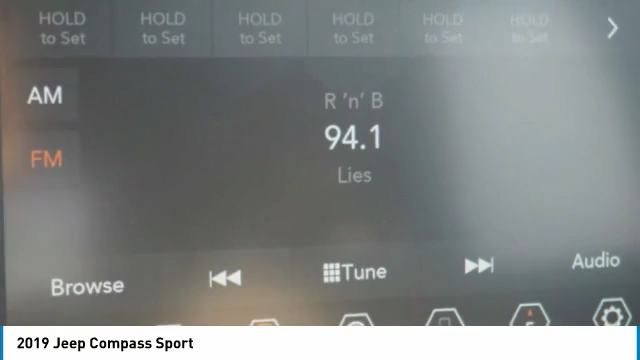 HOLD HOLD HOLD HOLD HOLD HOLD
to Set to Set to Set to Set to Set to Set
AM
R 'n' B
94.1
FM
Lies
Browse Tune Audio
2019 Jeep Compass Sport